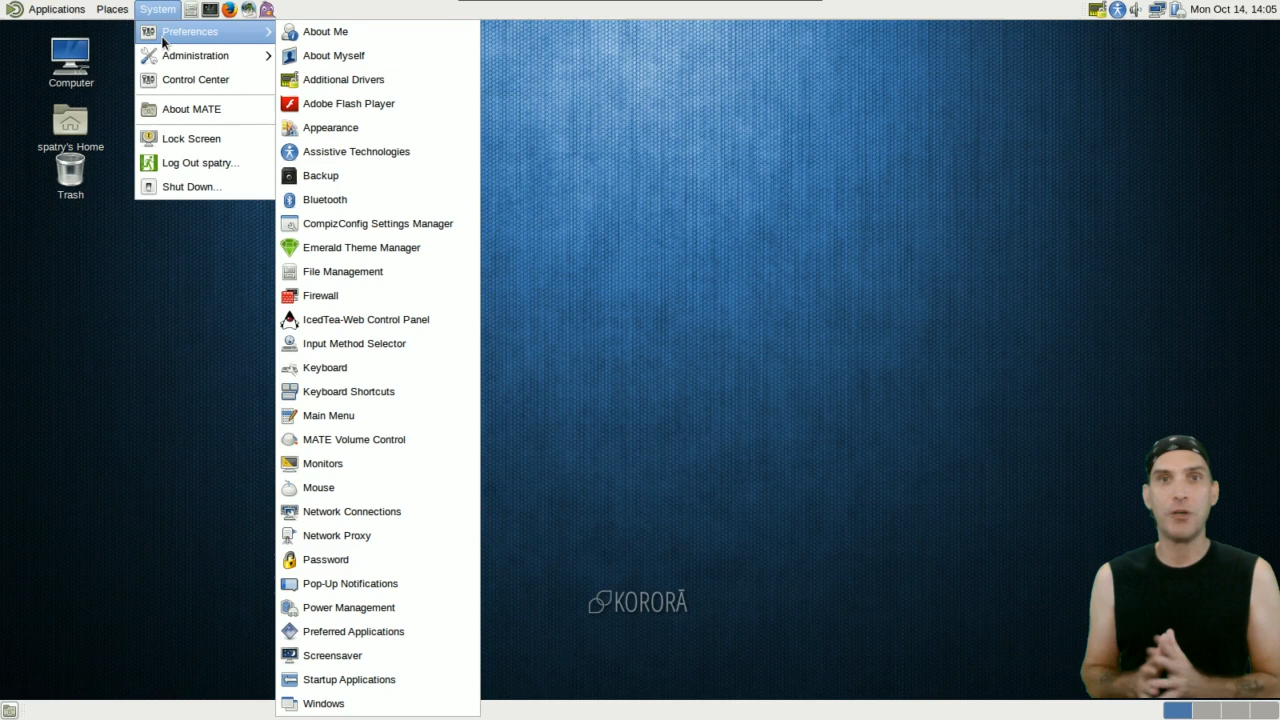 Applications Places System
Mon Oct 14, 14:05
Computer
spatry's Home
Trash
Preferences
Administration
Control Center
About MATE
Lock Screen
Log Out spatry...
Shut Down...
About Me
About Myself
Additional Drivers
Adobe Flash Player
Appearance
Assistive Technologies
Backup
Bluetooth
CompizConfig Settings Manager
Emerald Theme Manager
File Management
Firewall
IcedTea-Web Control Panel
Input Method Selector
Keyboard
Keyboard Shortcuts
Main Menu
MATE Volume Control
Monitors
Mouse
Network Connections
Network Proxy
Password
Pop-Up Notifications
Power Management
Preferred Applications
Screensaver
Startup Applications
Windows
KORORĀ